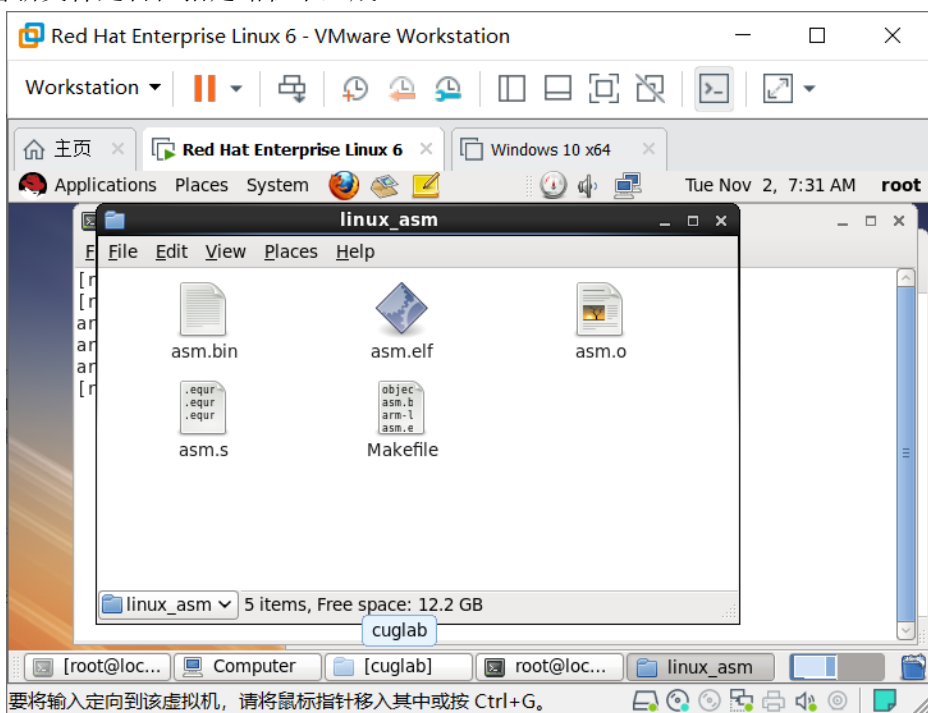 Red Hat Enterprise Linux 6 - VMware Workstation
Workstation
主页
Red Hat Enterprise Linux 6
Windows 10 x64
Applications Places System
Tue Nov 2, 7:31 AM root
linux_asm
File Edit View Places Help
[r
[r
ar
ar
ar
[r
asm.bin
asm.elf
asm.o
.equr
.equr
.equr
objec
asm.b
arm-l
asm.e
asm.s
Makefile
linux_asm
5 items, Free space: 12.2 GB
cuglab
[root@loc...
Computer
[cuglab]
root@loc...
linux_asm
要将输入定向到该虚拟机，请将鼠标指针移入其中或按 Ctrl+G。